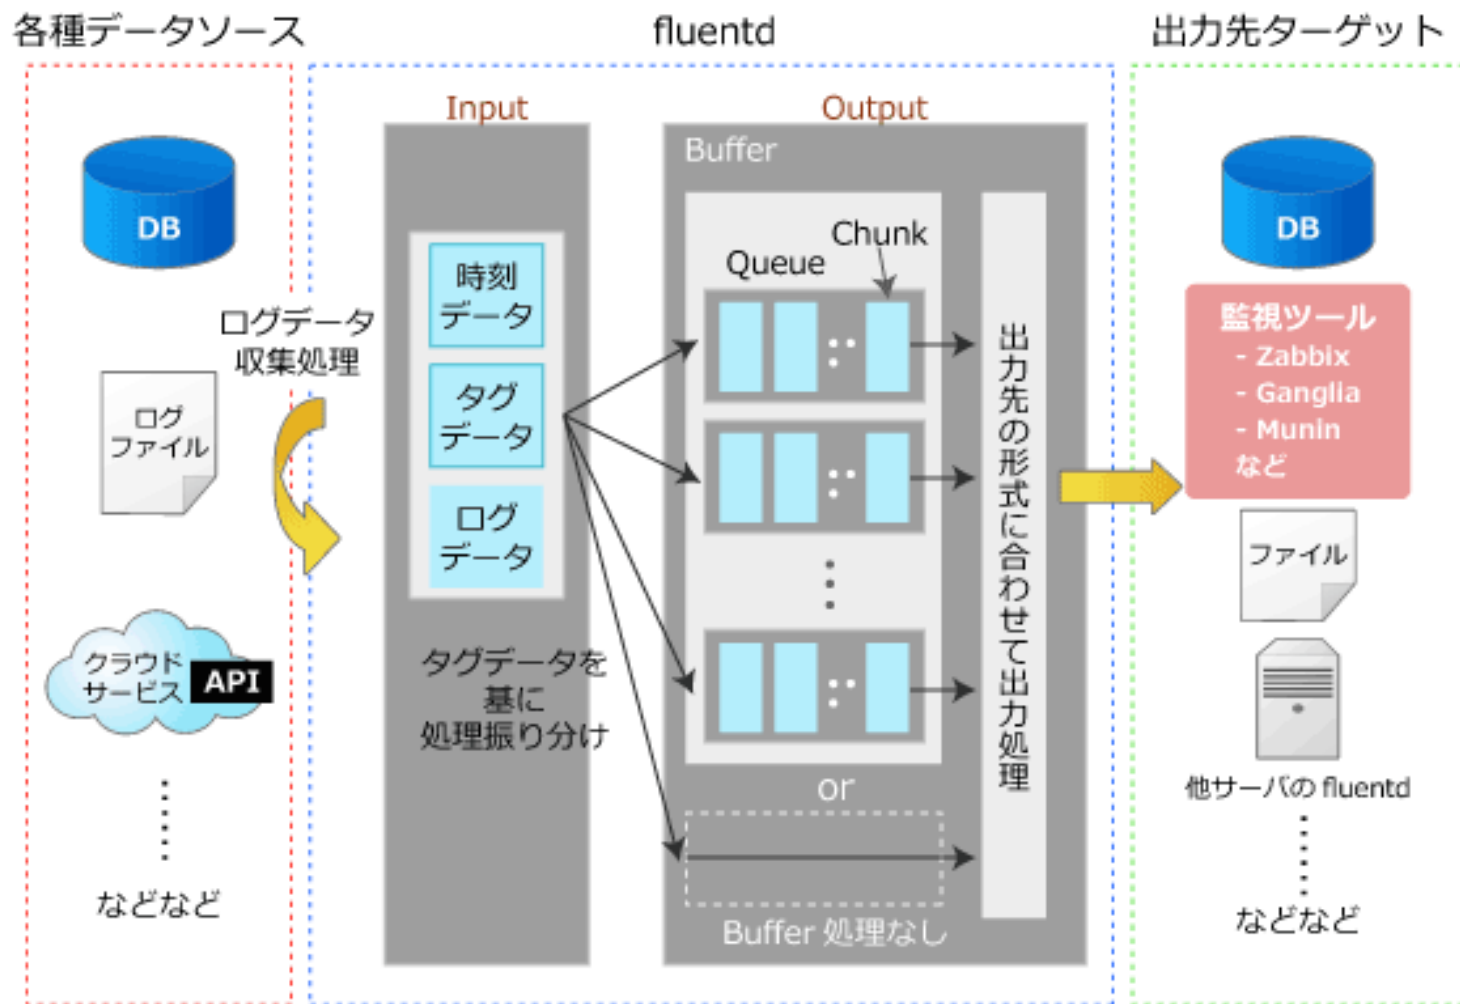 各種データソース
fluentd
出力先ターゲット
DB
ログデータ
収集処理
ログ
ファイル
クラウド
サービス
API
などなど
Input
時刻
データ
タグ
データ
ログ
データ
タグデータを
基に
処理振り分け
Output
Buffer
Chunk
Queue
or
Buffer 処理なし
出力先の形式に合わせて出力処理
DB
監視ツール
- Zabbix
- Ganglia
- Munin
など
ファイル
他サーバの fluentd
などなど